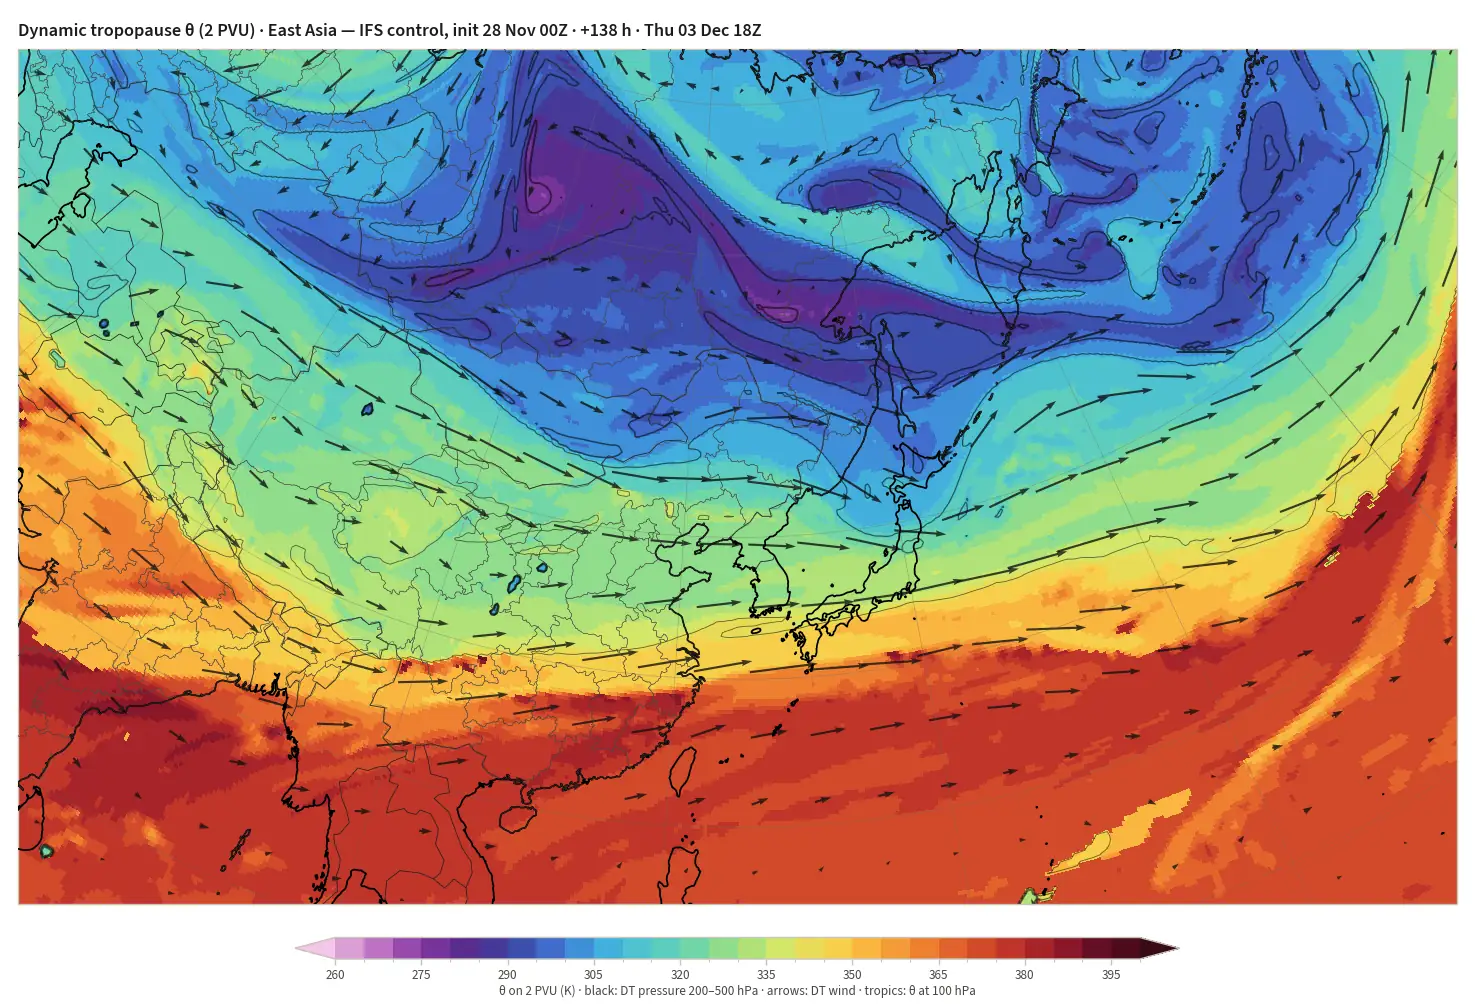 Dynamic tropopause θ (2 PVU) · East Asia — IFS control, init 28 Nov 00Z · +138 h · Thu 03 Dec 18Z
260 275 290 305 320 335 350 365 380 395
θ on 2 PVU (K) · black: DT pressure 200–500 hPa · arrows: DT wind · tropics: θ at 100 hPa